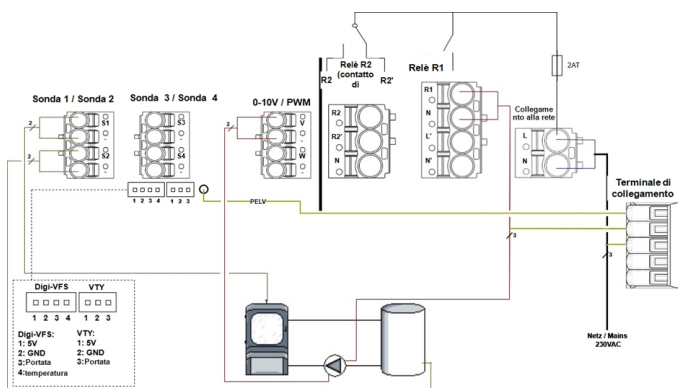 2AT
Relè R2
(contatto
di
R2
R2'
Relè R1
Sonda 1 / Sonda 2
Sonda 3 / Sonda 4
0-10V / PWM
R1
N
L'
N'
Collegame
nto alla rete
R2
R2'
N
2
S1
-
S2
-
2
S3
-
S4
-
2
V
-
W
-
L
N
Terminale di
collegamento
1 2 3 4
1 2 3
PELV
3
3
Digi-VFS
VTY
1 2 3 4
1 2 3
Digi-VFS:
1: 5V
2: GND
3:Portata
4:temperatura
VTY:
1: 5V
2: GND
3:Portata
Netz / Mains
230VAC